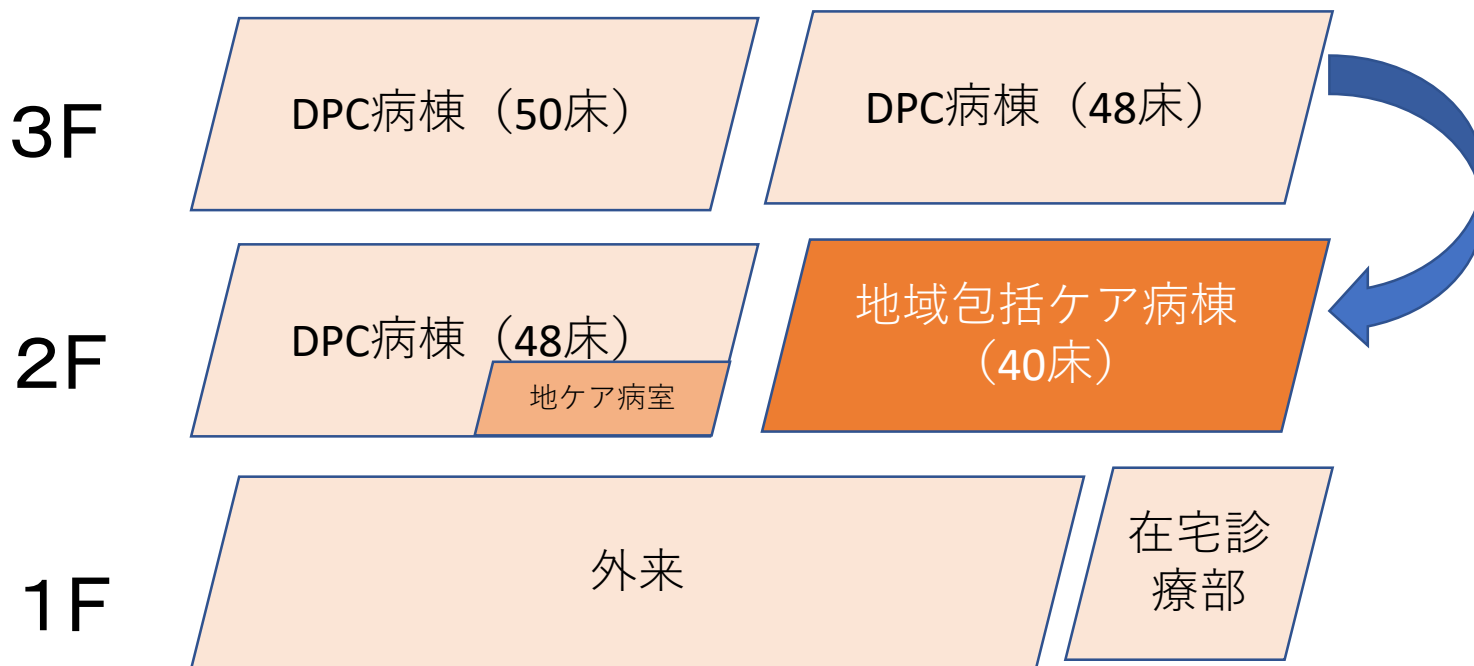 ３F
DPC病棟（50床）
DPC病棟（48床）
２F
DPC病棟（48床）
地ケア病室
地域包括ケア病棟
（40床）
１F
外来
在宅診
療部